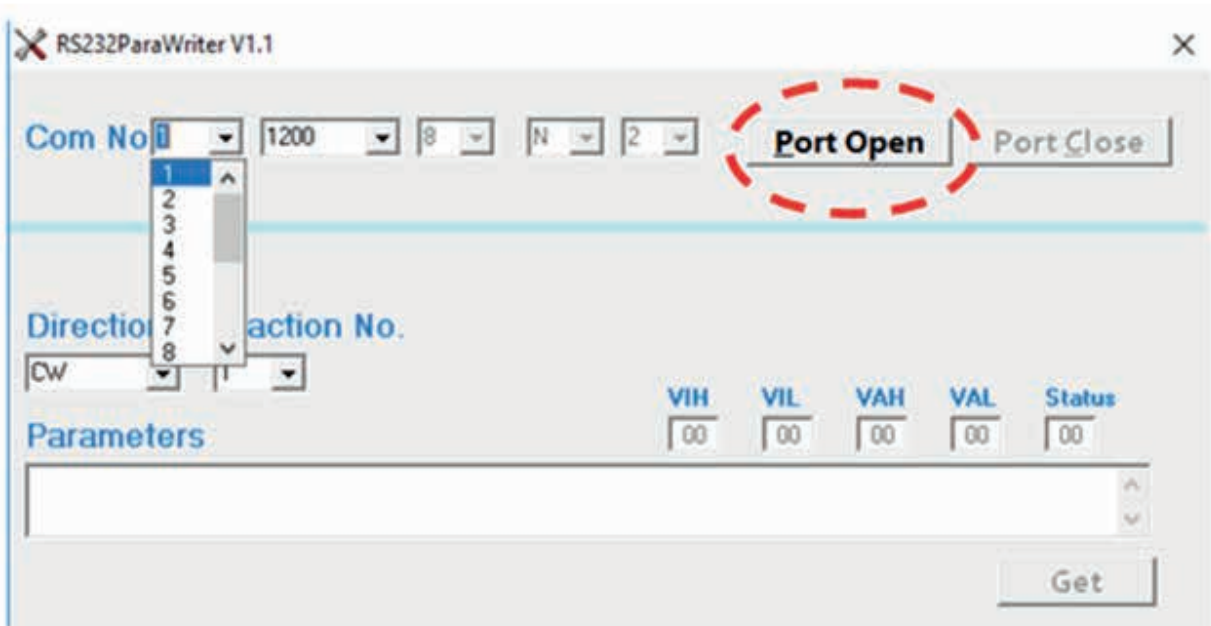 RS232ParaWriter V1.1
Com No 1 1200 8 N 2 Port Open Port Close
1
2
3
4
5
6
7
8
Direction action No.
CW 1
VIH VIL VAH VAL Status
Parameters 00 00 00 00 00
Get